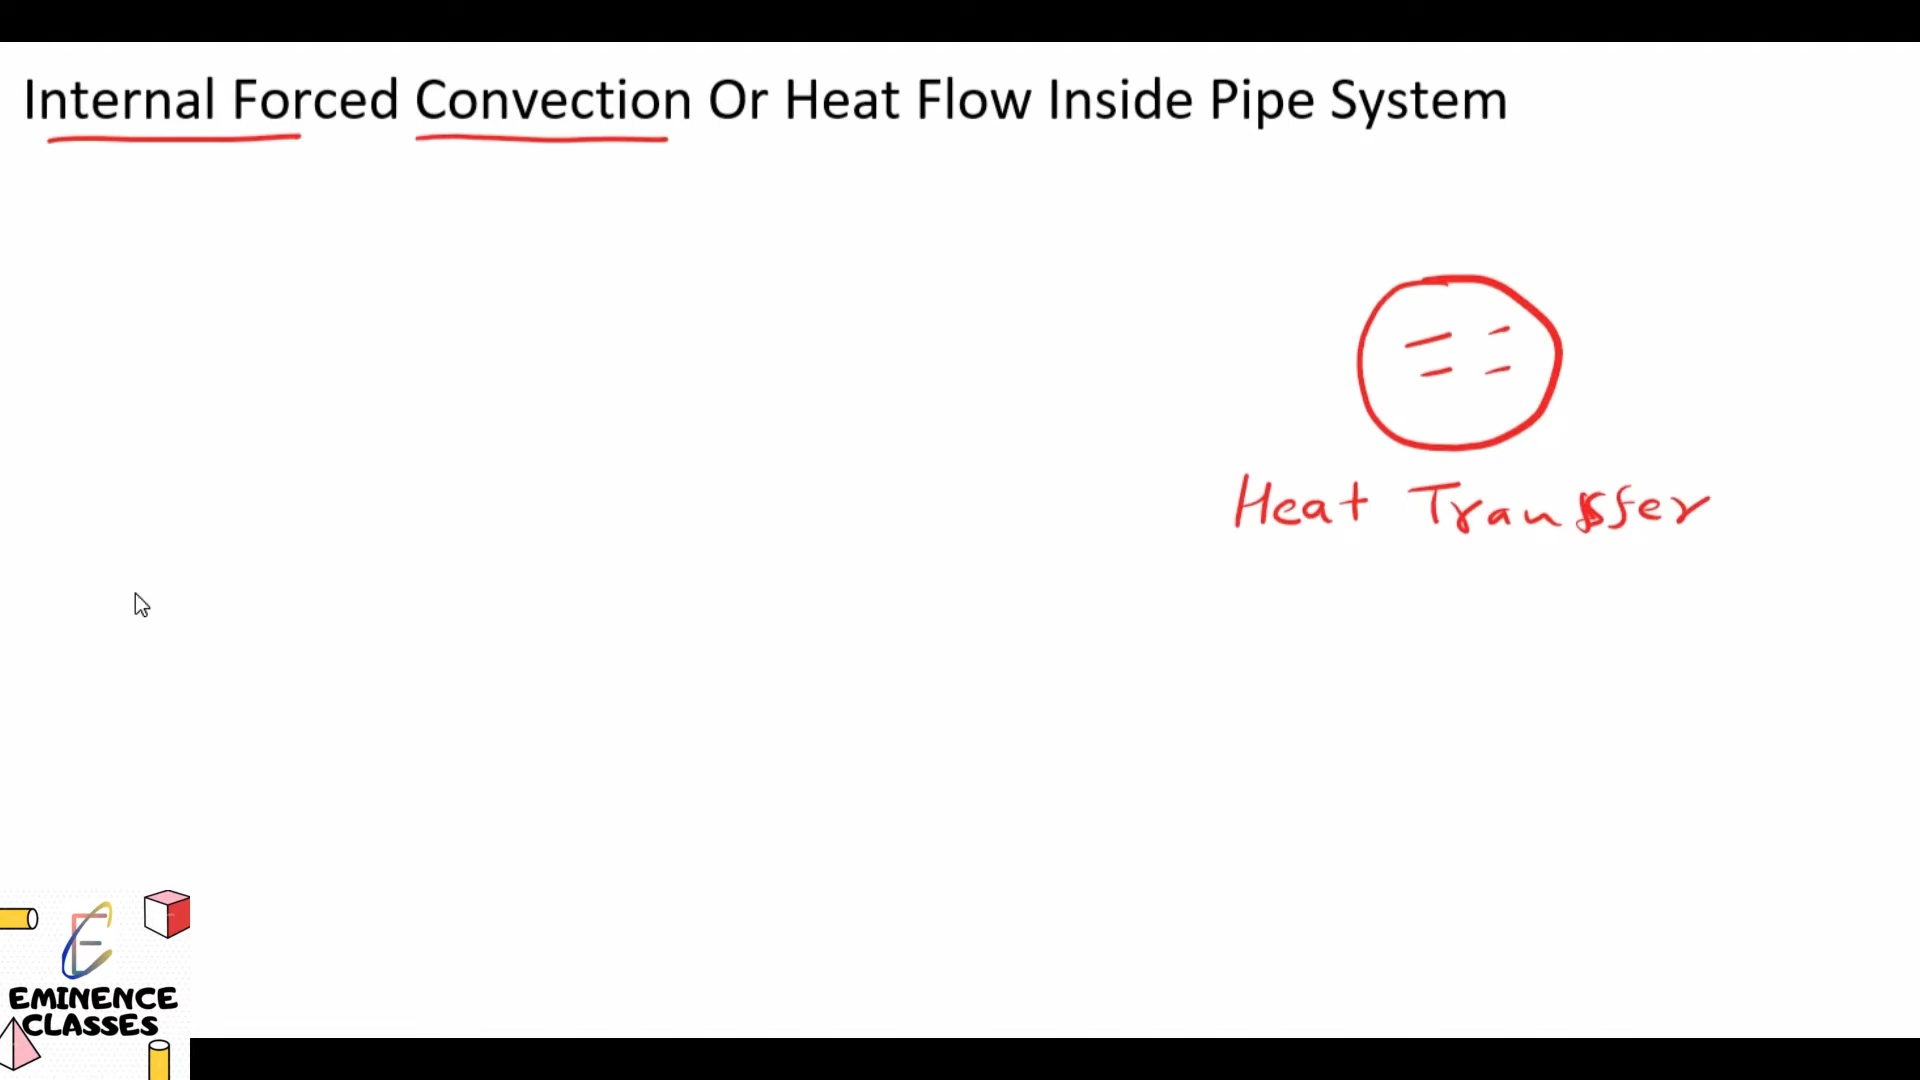 Internal Forced Convection Or Heat Flow Inside Pipe System
Heat Transfer
EMINENCE
CLASSES